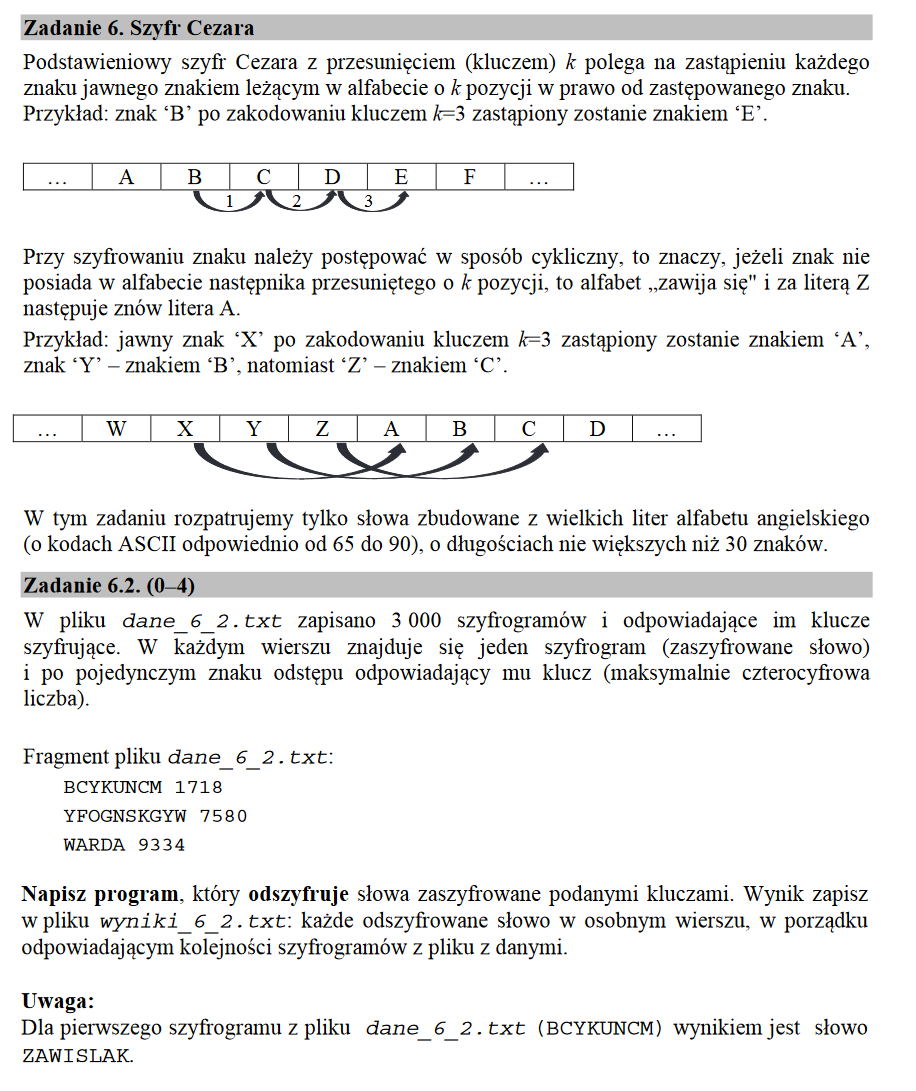 Zadanie 6. Szyfr Cezara
Podstawieniowy szyfr Cezara z przesunięciem (kluczem) k polega na zastąpieniu każdego
znaku jawnego znakiem leżącym w alfabecie o k pozycji w prawo od zastępowanego znaku.
Przykład: znak ‘B’ po zakodowaniu kluczem k=3 zastąpiony zostanie znakiem ‘E’.
… A B C D E F …
1 2 3
Przy szyfrowaniu znaku należy postępować w sposób cykliczny, to znaczy, jeżeli znak nie
posiada w alfabecie następnika przesuniętego o k pozycji, to alfabet „zawija się" i za literą Z
następuje znów litera A.
Przykład: jawny znak ‘X’ po zakodowaniu kluczem k=3 zastąpiony zostanie znakiem ‘A’,
znak ‘Y’ – znakiem ‘B’, natomiast ‘Z’ – znakiem ‘C’.
… W X Y Z A B C D …
W tym zadaniu rozpatrujemy tylko słowa zbudowane z wielkich liter alfabetu angielskiego
(o kodach ASCII odpowiednio od 65 do 90), o długościach nie większych niż 30 znaków.
Zadanie 6.2. (0–4)
W pliku dane_6_2.txt zapisano 3 000 szyfrogramów i odpowiadające im klucze
szyfrujące. W każdym wierszu znajduje się jeden szyfrogram (zaszyfrowane słowo)
i po pojedynczym znaku odstępu odpowiadający mu klucz (maksymalnie czterocyfrowa
liczba).
Fragment pliku dane_6_2.txt:
BCYKUNCM 1718
YFOGNSKGYW 7580
WARDA 9334
Napisz program, który odszyfruje słowa zaszyfrowane podanymi kluczami. Wynik zapisz
w pliku wyniki_6_2.txt: każde odszyfrowane słowo w osobnym wierszu, w porządku
odpowiadającym kolejności szyfrogramów z pliku z danymi.
Uwaga:
Dla pierwszego szyfrogramu z pliku dane_6_2.txt (BCYKUNCM) wynikiem jest słowo
ZAWISLAK.